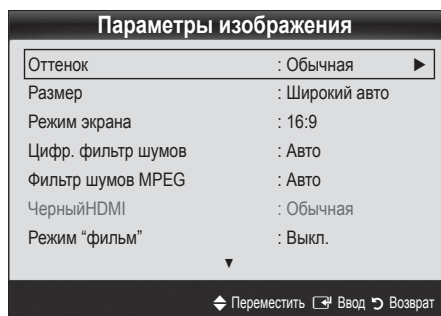 Параметры изображения
Оттенок : Обычная ►
Размер : Широкий авто
Режим экрана : 16:9
Цифр. фильтр шумов : Авто
Фильтр шумов MPEG : Авто
ЧерныйHDMI : Обычная
Режим “фильм” : Выкл.
▼
Переместить Ввод Возврат